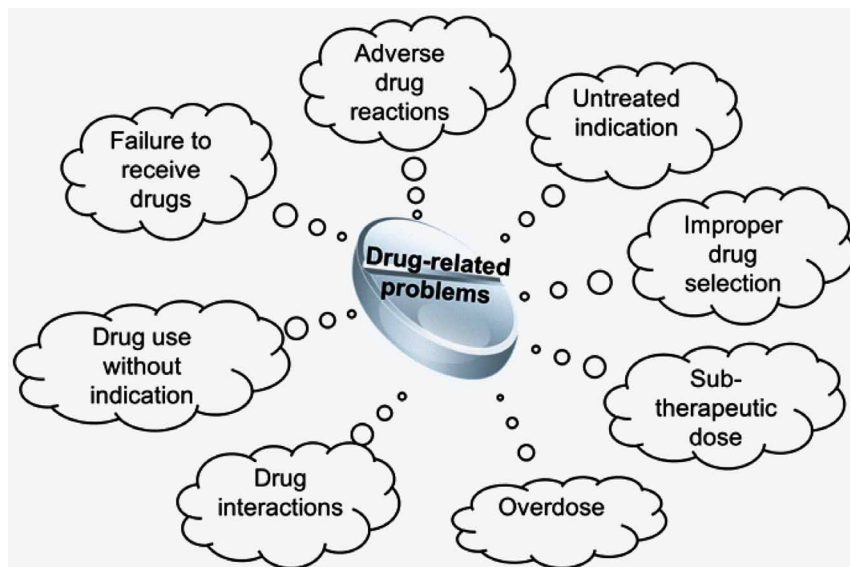 Adverse
drug
reactions
Untreated
indication
Failure to
receive
drugs
Improper
drug
selection
Drug-related
problems
Drug use
without
indication
Sub-
therapeutic
dose
Drug
interactions
Overdose